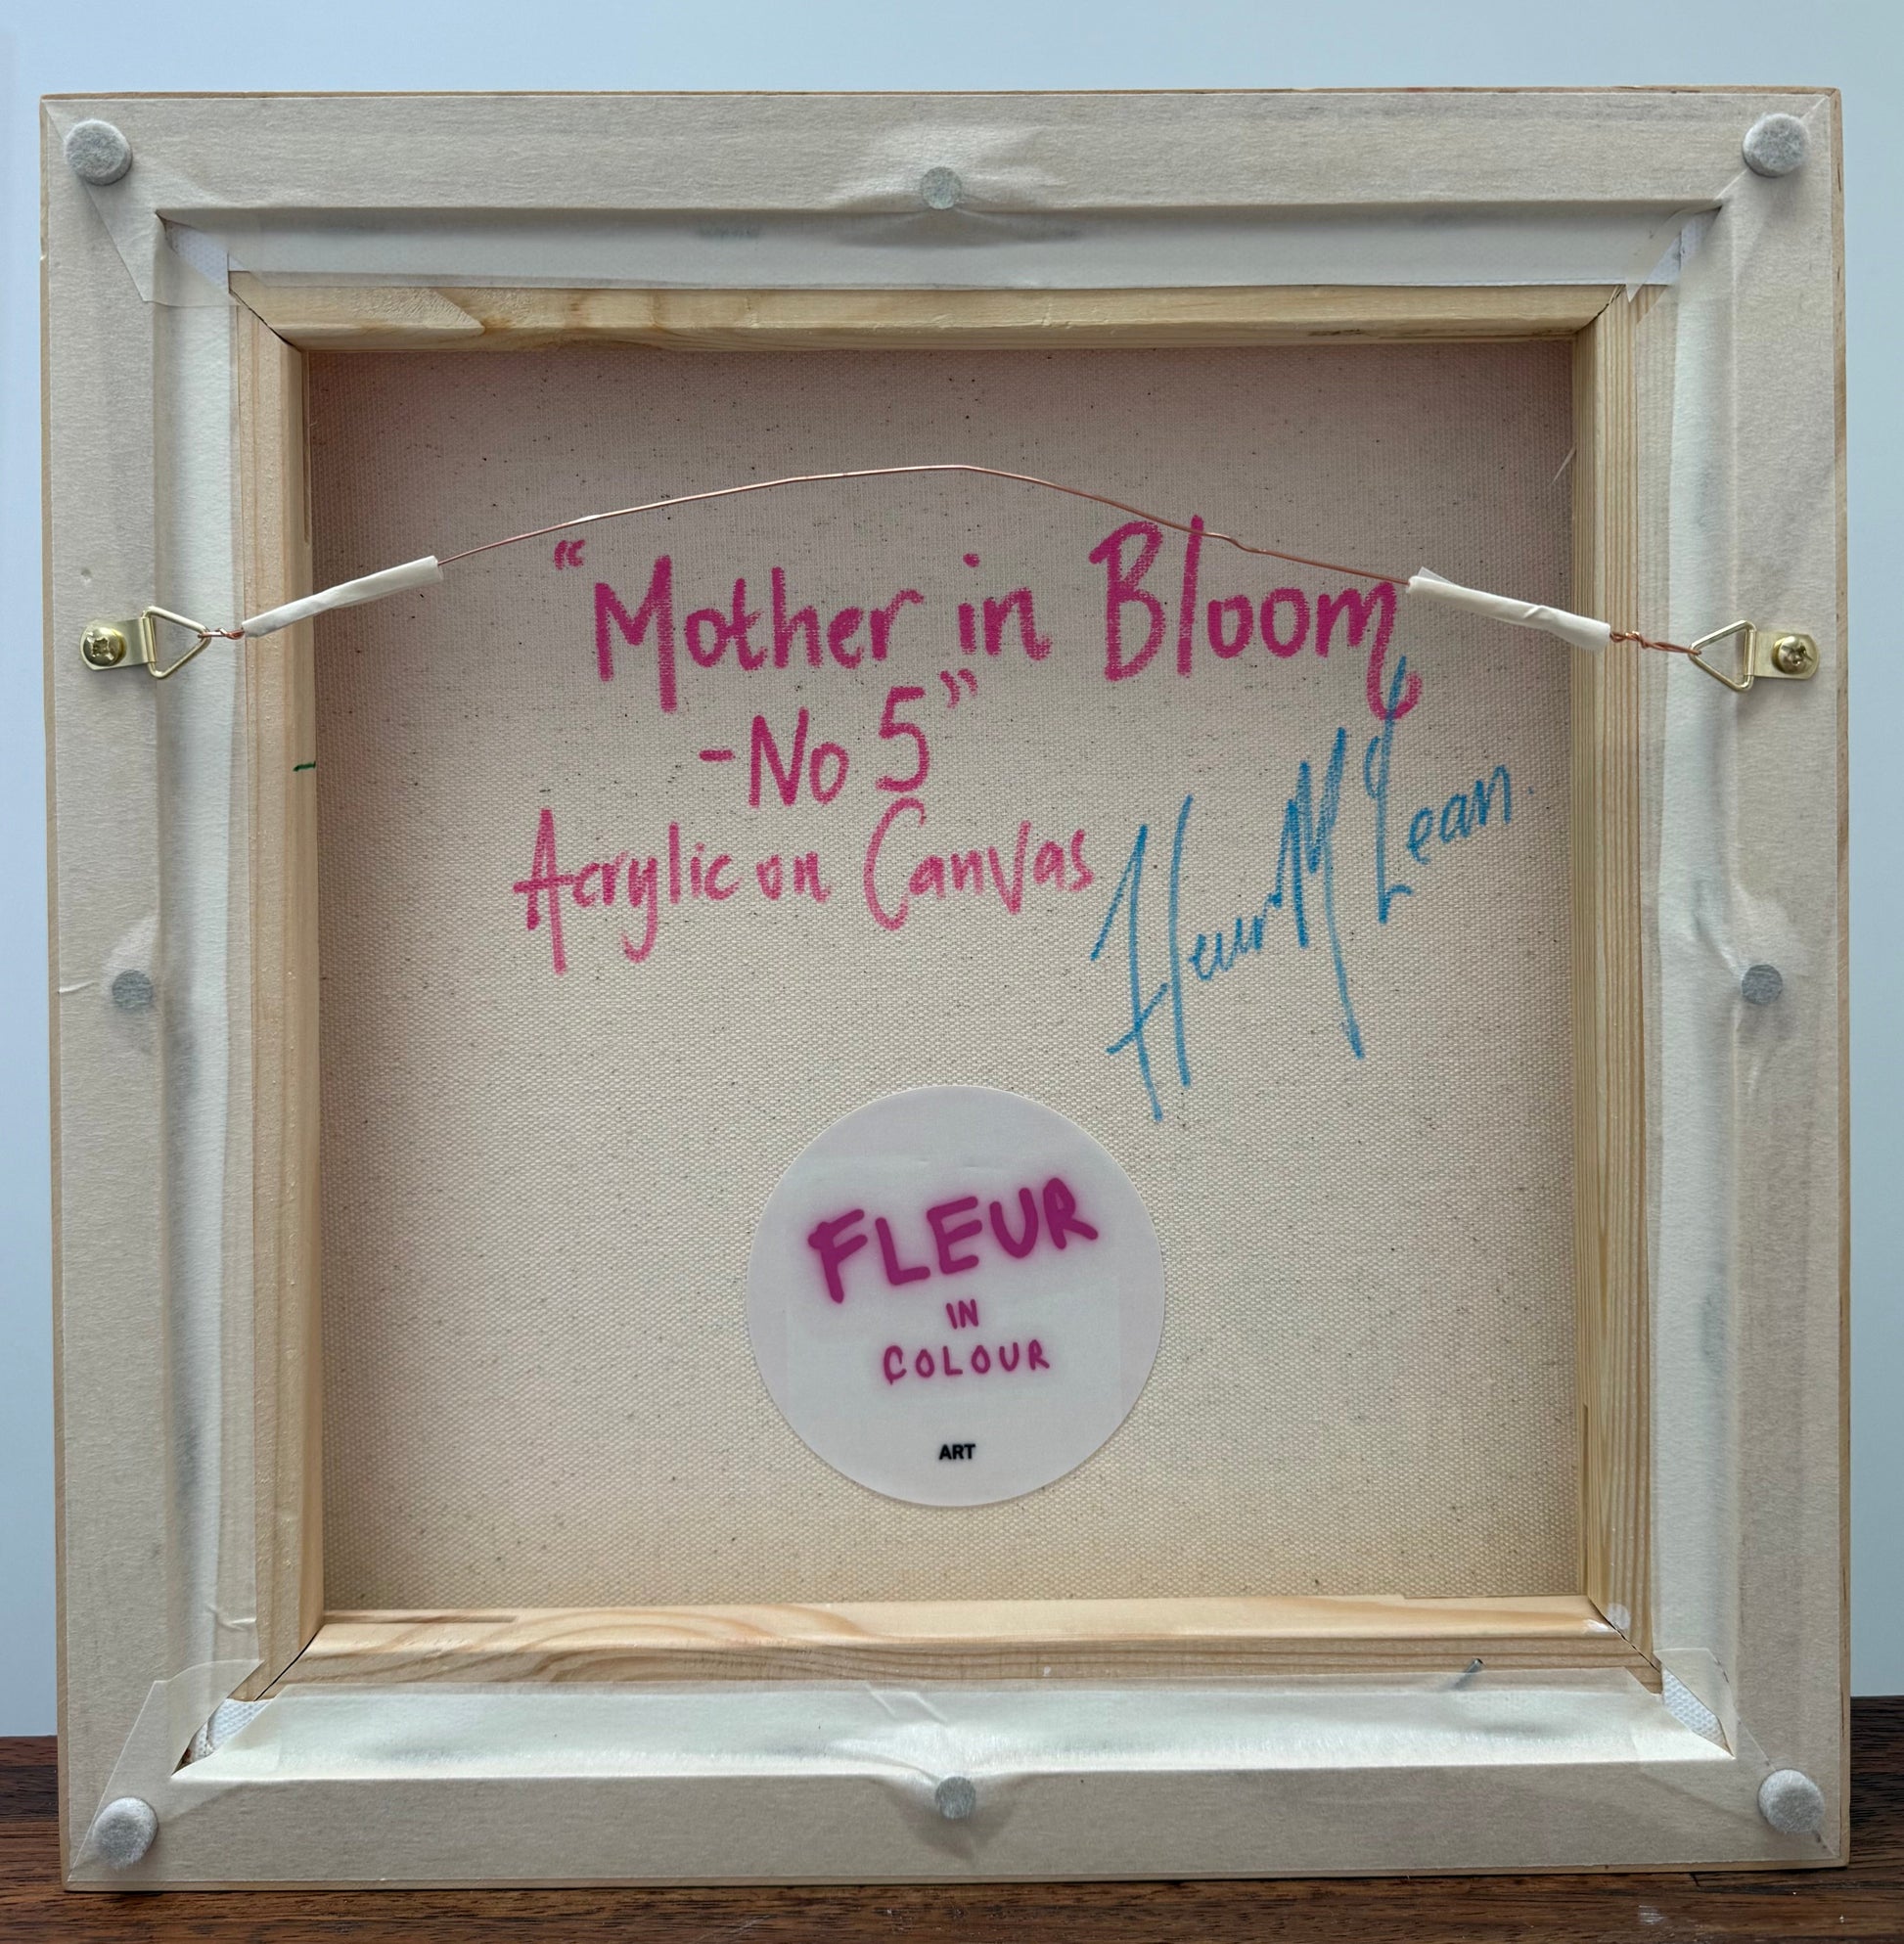 “Mother in Bloom
-No 5”
Acrylic on Canvas
Fleur McLean.
FLEUR
IN
COLOUR
ART